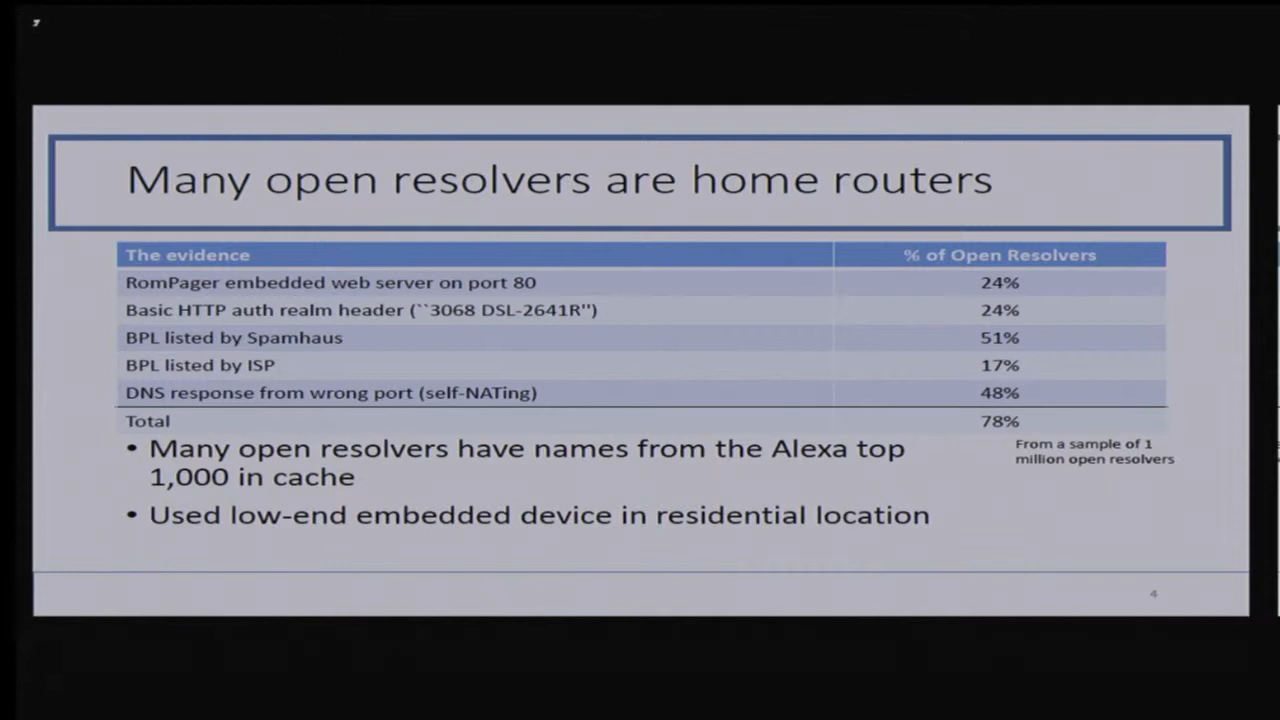 Many open resolvers are home routers
The evidence % of Open Resolvers
RomPager embedded web server on port 80 24%
Basic HTTP auth realm header (``3068 DSL-2641R'') 24%
BPL listed by Spamhaus 51%
BPL listed by ISP 17%
DNS response from wrong port (self-NATing) 48%
Total 78%
• Many open resolvers have names from the Alexa top
1,000 in cache
• Used low-end embedded device in residential location
From a sample of 1
million open resolvers
4